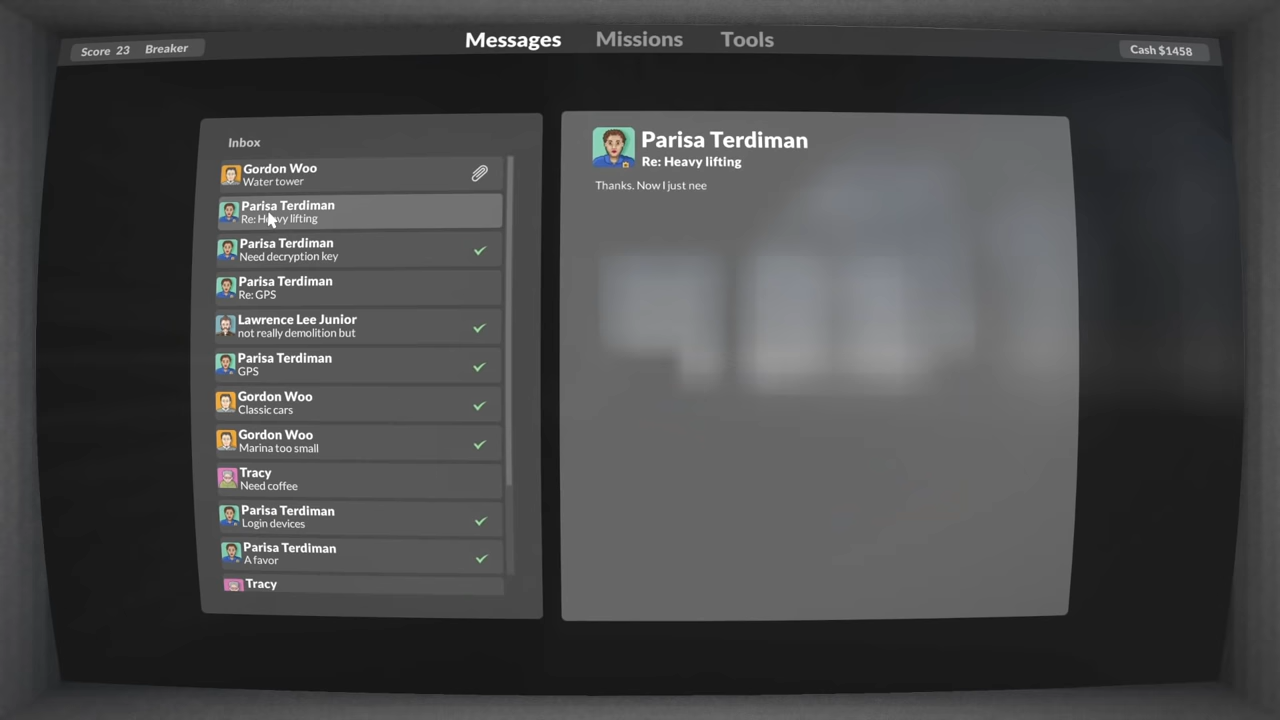 Score 23 Breaker
Messages Missions Tools
Cash $1458
Inbox
Gordon Woo
Water tower
Parisa Terdiman
Re: Heavy lifting
Parisa Terdiman
Need decryption key
Parisa Terdiman
Re: GPS
Lawrence Lee Junior
not really demolition but
Parisa Terdiman
GPS
Gordon Woo
Classic cars
Gordon Woo
Marina too small
Tracy
Need coffee
Parisa Terdiman
Login devices
Parisa Terdiman
A favor
Tracy
Parisa Terdiman
Re: Heavy lifting
Thanks. Now I just nee